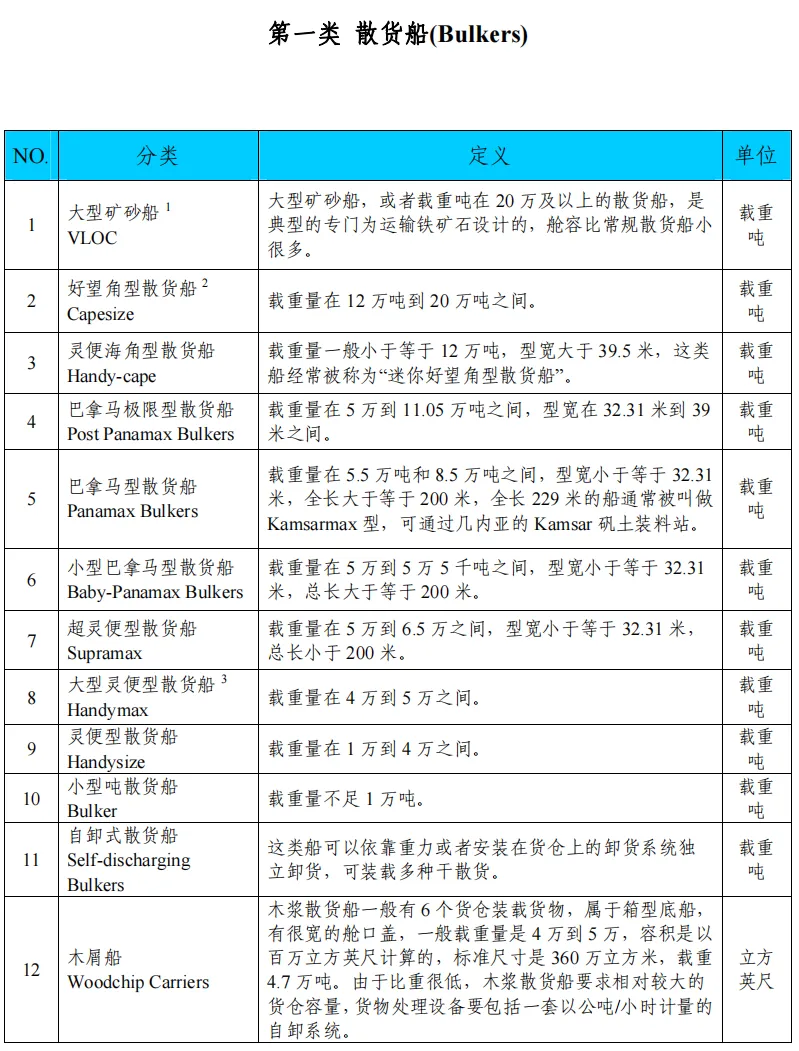 第一类 散货船(Bulkers)
NO. 分类 定义 单位
1 大型矿砂船 1 VLOC 大型矿砂船，或者载重吨在 20 万及以上的散货船，是
典型的专门为运输铁矿石设计的，舱容比常规散货船小
很多。 载重
吨
2 好望角型散货船 2
Capesize 载重量在 12 万吨到 20 万吨之间。 载重
吨
3 灵便海角型散货船
Handy-cape 载重量一般小于等于 12 万吨，型宽大于 39.5 米，这类
船经常被称为“迷你好望角型散货船”。 载重
吨
4 巴拿马极限型散货船
Post Panamax Bulkers 载重量在 5 万到 11.05 万吨之间，型宽在 32.31 米到 39
米之间。 载重
吨
5 巴拿马型散货船
Panamax Bulkers 载重量在 5.5 万吨和 8.5 万吨之间，型宽小于等于 32.31
米，全长大于等于 200 米，全长 229 米的船通常被叫做
Kamsarmax 型，可通过几内亚的 Kamsar 矾土装料站。 载重
吨
6 小型巴拿马型散货船
Baby-Panamax Bulkers 载重量在 5 万到 5 万 5 千吨之间，型宽小于等于 32.31
米，总长大于等于 200 米。 载重
吨
7 超灵便型散货船
Supramax 载重量在 5 万到 6.5 万之间，型宽小于等于 32.31 米，
总长小于 200 米。 载重
吨
8 大型灵便型散货船 3
Handymax 载重量在 4 万到 5 万之间。 载重
吨
9 灵便型散货船
Handysize 载重量在 1 万到 4 万之间。 载重
吨
10 小型吨散货船
Bulker 载重量不足 1 万吨。 载重
吨
11 自卸式散货船
Self-discharging
Bulkers 这类船可以依靠重力或者安装在货仓上的卸货系统独
立卸货，可装载多种干散货。 载重
吨
12 木屑船
Woodchip Carriers 木浆散货船一般有 6 个货仓装载货物，属于箱型底船，
有很宽的舱口盖，一般载重量是 4 万到 5 万，容积是以
百万立方英尺计算的，标准尺寸是 360 万立方米，载重
4.7 万吨。由于比重很低，木浆散货船要求相对较大的
货仓容量，货物处理设备要包括一套以公吨/小时计量的
自卸系统。 立方
英尺